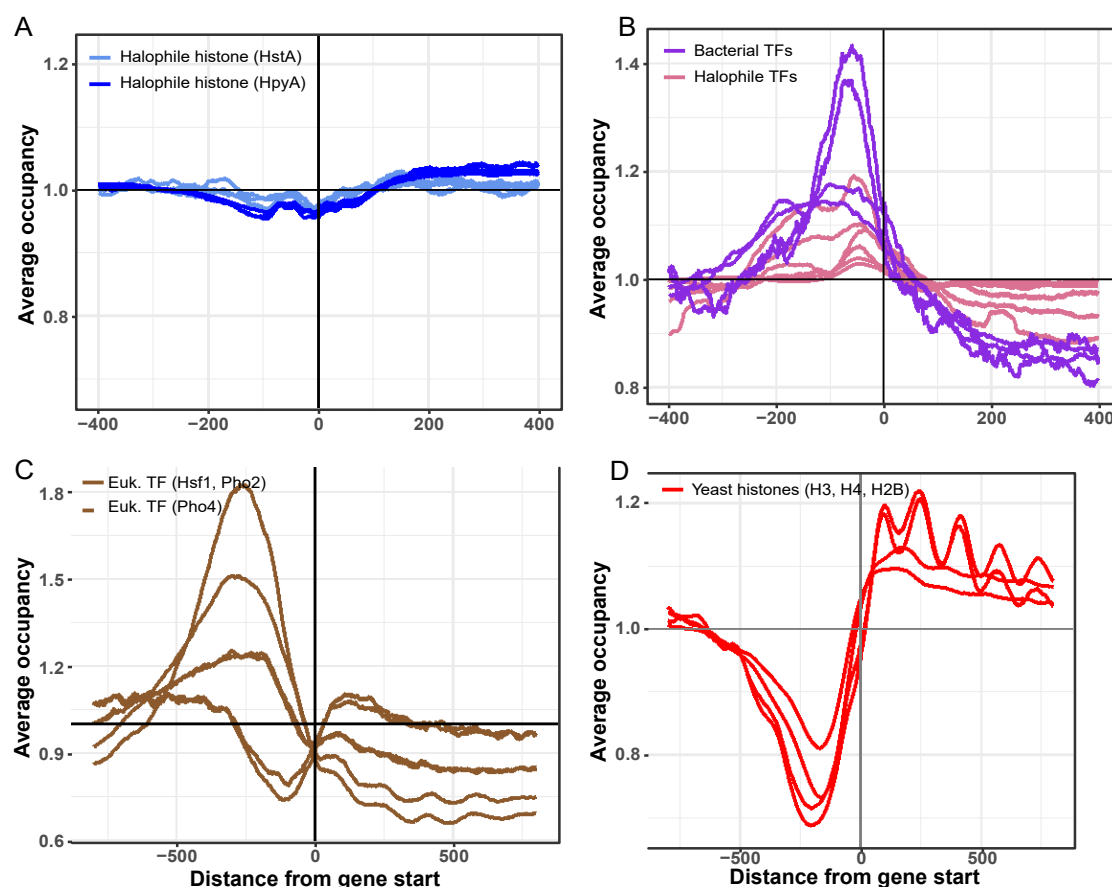 A
Halophile histone (HstA)
Halophile histone (HpyA)
1.2
1.0
0.8
Average occupancy
−400
−200
0
200
400
B
Bacterial TFs
Halophile TFs
1.4
1.2
1.0
0.8
Average occupancy
−400
−200
0
200
400
C
Euk. TF (Hsf1, Pho2)
Euk. TF (Pho4)
1.8
1.5
1.2
0.9
0.6
Average occupancy
−500
0
500
Distance from gene start
D
Yeast histones (H3, H4, H2B)
1.2
1.0
0.8
Average occupancy
−500
0
500
Distance from gene start